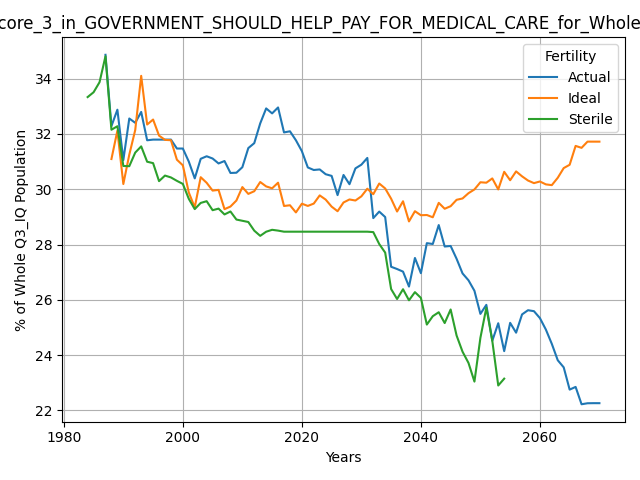 core_3_in_GOVERNMENT_SHOULD_HELP_PAY_FOR_MEDICAL_CARE_for_Whole
Fertility
Actual
Ideal
Sterile
% of Whole Q3_IQ Population
34
32
30
28
26
24
22
1980
2000
2020
2040
2060
Years